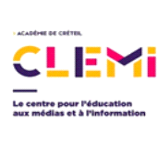 ACADÉMIE DE CRÉTEIL
CLEMI
Le centre pour l'éducation
aux médias et à l'information